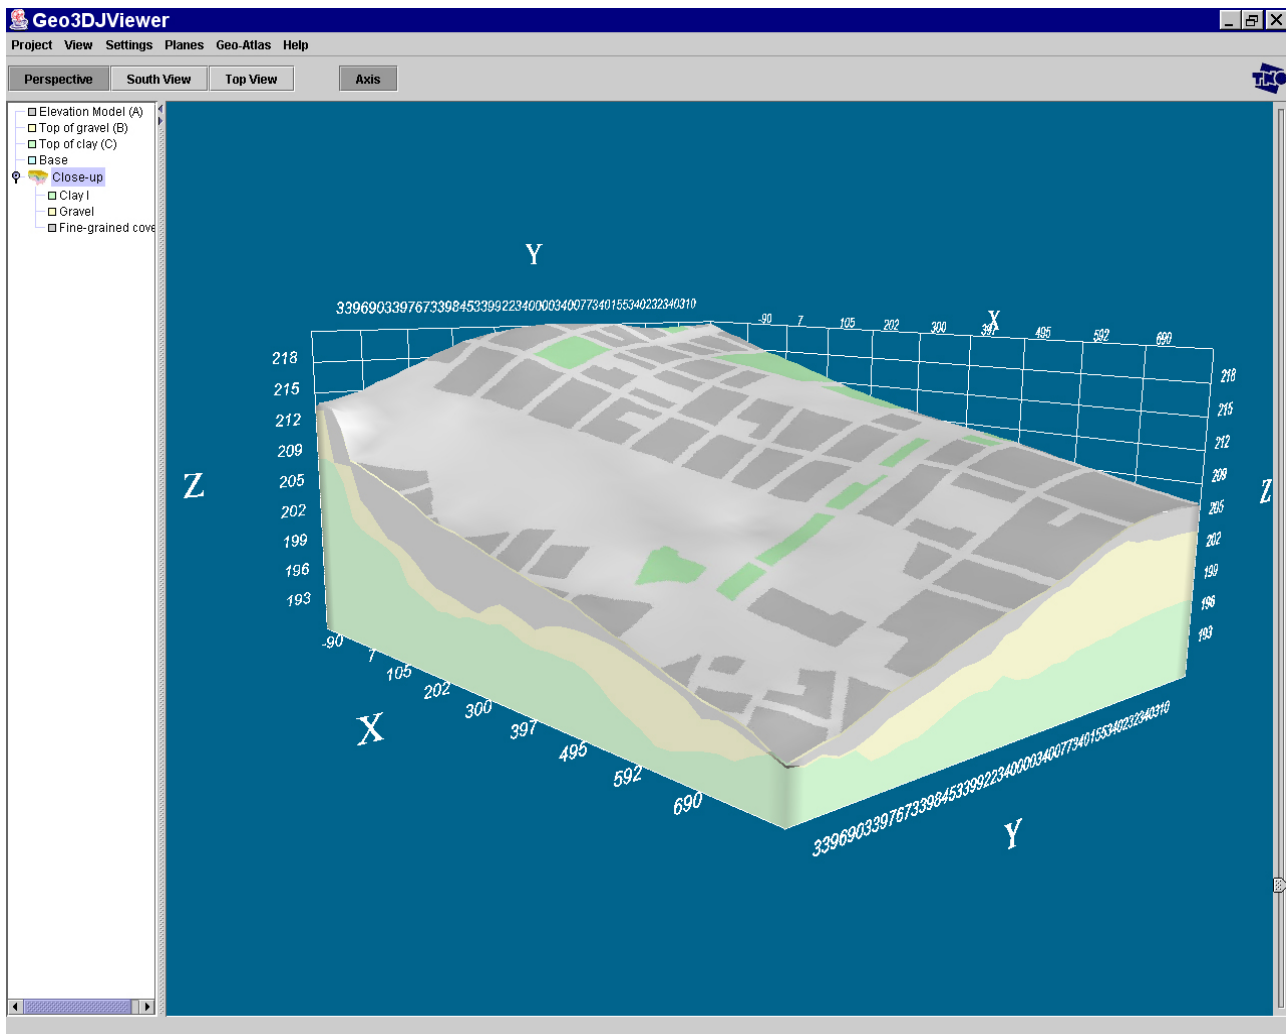 Geo3DJViewer
Project View Settings Planes Geo-Atlas Help
Perspective South View Top View Axis
TNO
Elevation Model (A)
Top of gravel (B)
Top of clay (C)
Base
Close-up
Clay I
Gravel
Fine-grained cove
Y
339690339767339845339922340000340077340155340232340310
X
-90 7 105 202 300 397 495 592 690
218
215
212
209
205
202
199
196
193
Z
218
215
212
209
205
202
199
196
193
Z
-90 7 105 202 300 397 495 592 690
X
339690339767339845339922340000340077340155340232340310
Y